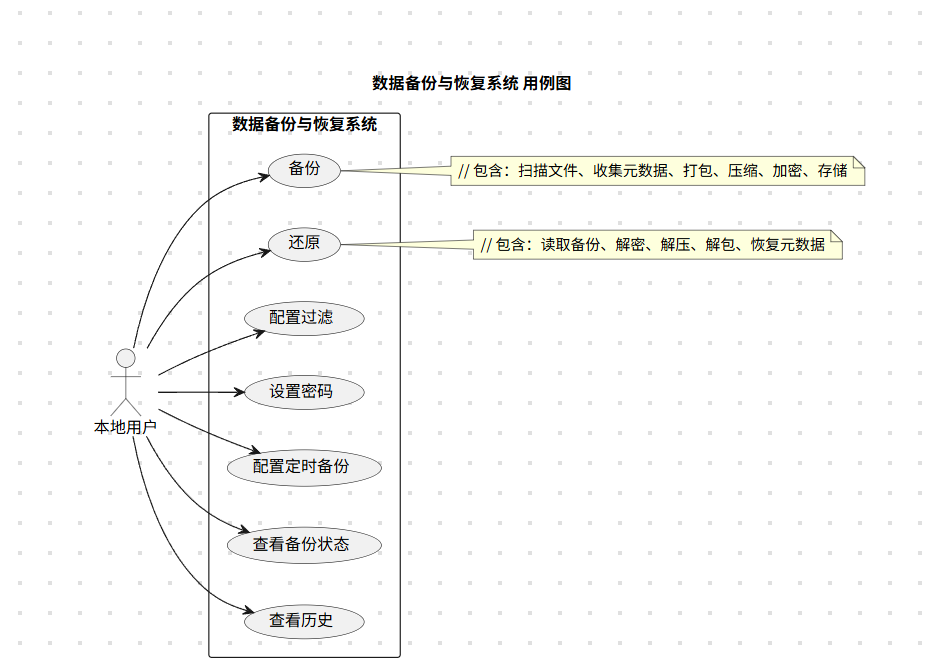 数据备份与恢复系统 用例图
数据备份与恢复系统
备份
// 包含：扫描文件、收集元数据、打包、压缩、加密、存储
还原
// 包含：读取备份、解密、解压、解包、恢复元数据
配置过滤
设置密码
本地用户
配置定时备份
查看备份状态
查看历史